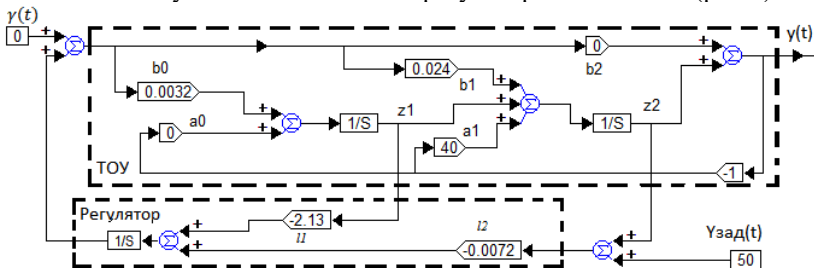 γ(t)
0
y(t)
0
b2
b0
0.024
b1
0.0032
z1
z2
1/S
1/S
0
a0
a1
40
ТОУ
-1
Регулятор
-2.13
l1
l2
1/S
-0.0072
Yзад(t)
50